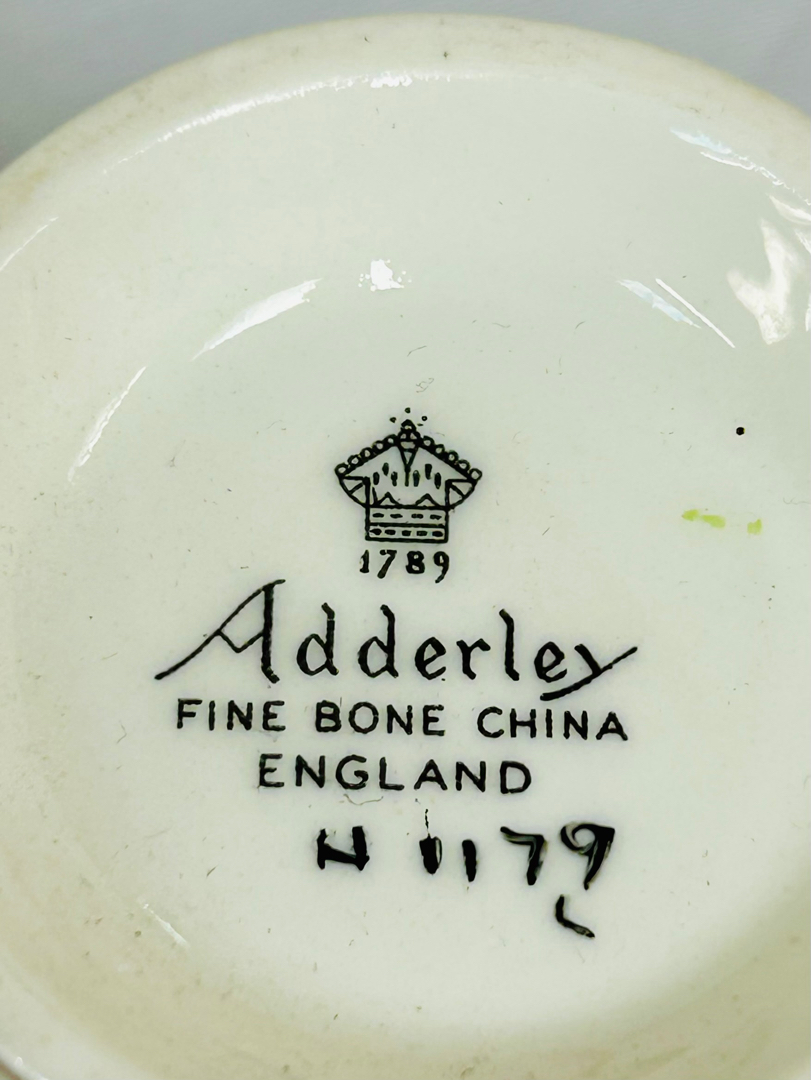 1789
Adderley
FINE BONE CHINA
ENGLAND
H 1179